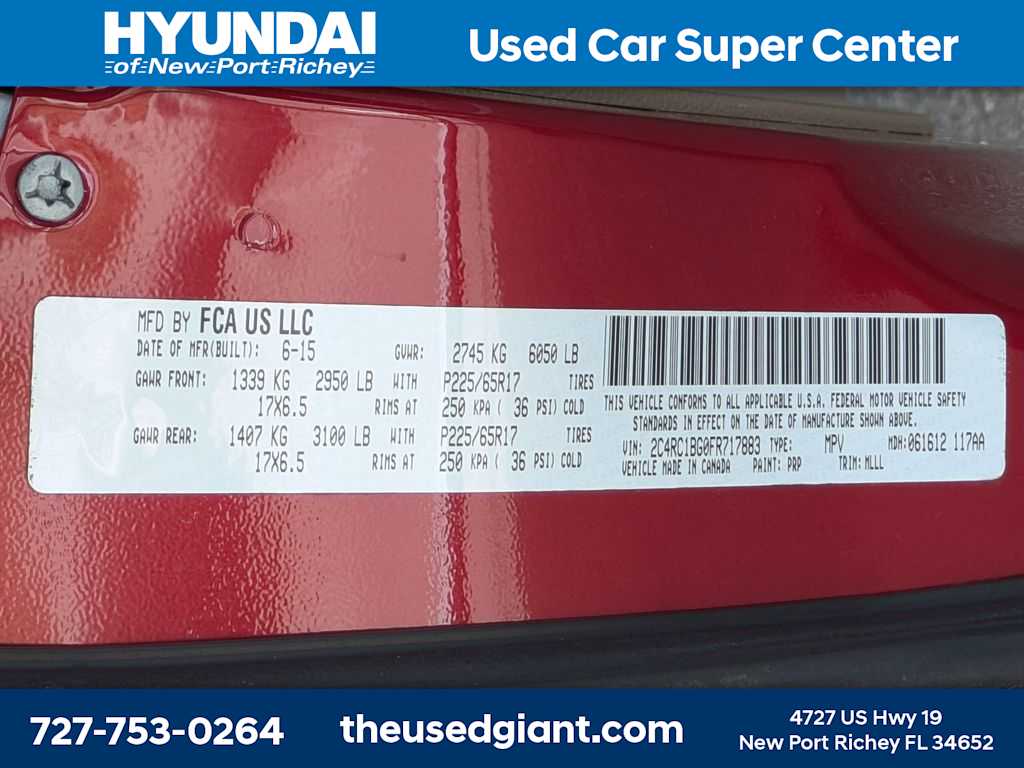 HYUNDAI
of New Port Richey
Used Car Super Center
MFD BY FCA US LLC
DATE OF MFR(BUILT): 6-15 GVWR: 2745 KG 6050 LB
GAWR FRONT: 1339 KG 2950 LB WITH P225/65R17 TIRES
17X6.5 RIMS AT 250 KPA ( 36 PSI) COLD
GAWR REAR: 1407 KG 3100 LB WITH P225/65R17 TIRES
17X6.5 RIMS AT 250 KPA ( 36 PSI) COLD
THIS VEHICLE CONFORMS TO ALL APPLICABLE U.S.A. FEDERAL MOTOR VEHICLE SAFETY
STANDARDS IN EFFECT ON THE DATE OF MANUFACTURE SHOWN ABOVE.
VIN: 2C4RC1BG0FR717883 TYPE: MPV MDH: 061612 117AA
VEHICLE MADE IN CANADA PAINT: PRP TRIM: MLLL
727-753-0264
theusedgiant.com
4727 US Hwy 19
New Port Richey FL 34652